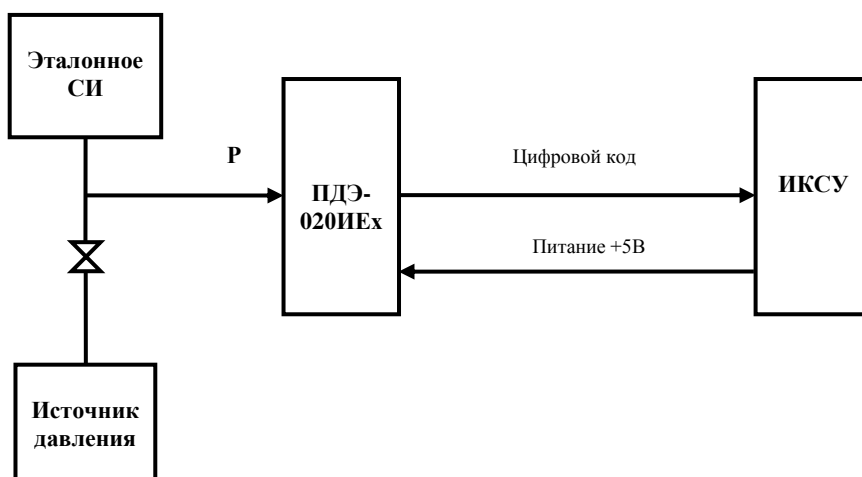 Эталонное
СИ
P
ПДЭ-
020ИЕх
Цифровой код
Питание +5В
ИКСУ
Источник
давления